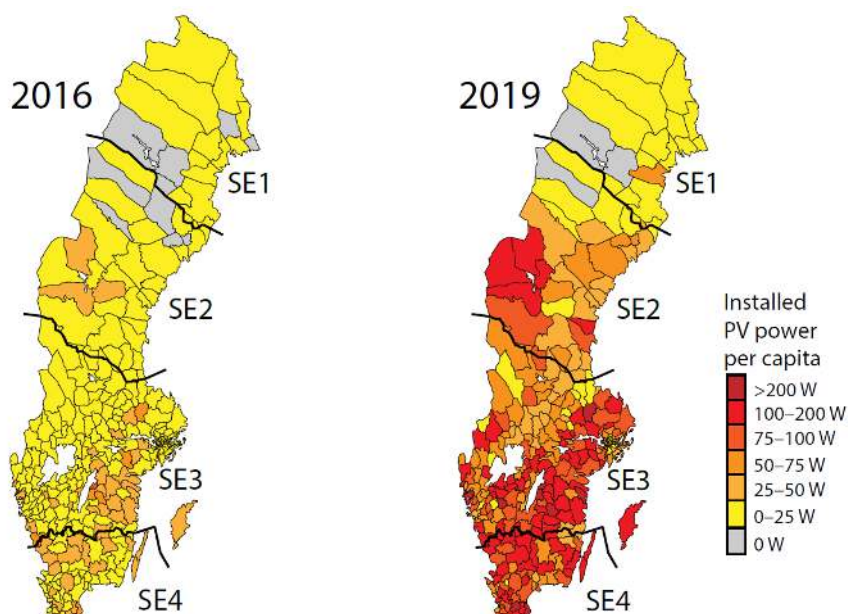 2016
SE1
SE2
SE3
SE4
2019
SE1
SE2
SE3
SE4
Installed
PV power
per capita
>200 W
100–200 W
75–100 W
50–75 W
25–50 W
0–25 W
0 W